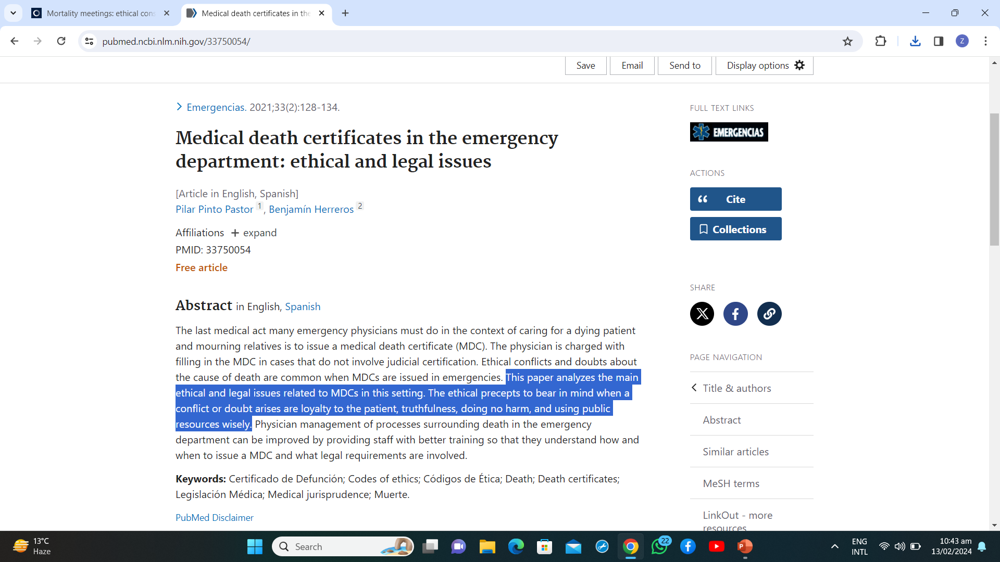 Mortality meetings: ethical cons
Medical death certificates in the
pubmed.ncbi.nlm.nih.gov/33750054/
Z
Save
Email
Send to
Display options
Emergencias. 2021;33(2):128-134.
Medical death certificates in the emergency
department: ethical and legal issues
[Article in English, Spanish]
Pilar Pinto Pastor 1, Benjamín Herreros 2
Affiliations + expand
PMID: 33750054
Free article
Abstract in English, Spanish
The last medical act many emergency physicians must do in the context of caring for a dying patient
and mourning relatives is to issue a medical death certificate (MDC). The physician is charged with
filling in the MDC in cases that do not involve judicial certification. Ethical conflicts and doubts about
the cause of death are common when MDCs are issued in emergencies. This paper analyzes the main
ethical and legal issues related to MDCs in this setting. The ethical precepts to bear in mind when a
conflict or doubt arises are loyalty to the patient, truthfulness, doing no harm, and using public
resources wisely. Physician management of processes surrounding death in the emergency
department can be improved by providing staff with better training so that they understand how and
when to issue a MDC and what legal requirements are involved.
Keywords: Certificado de Defunción; Codes of ethics; Códigos de Ética; Death; Death certificates;
Legislación Médica; Medical jurisprudence; Muerte.
PubMed Disclaimer
FULL TEXT LINKS
EMERGENCIAS
ACTIONS
Cite
Collections
SHARE
PAGE NAVIGATION
Title & authors
Abstract
Similar articles
MeSH terms
LinkOut - more
resources
13°C
Haze
Search
22
ENG
INTL
10:43 am
13/02/2024